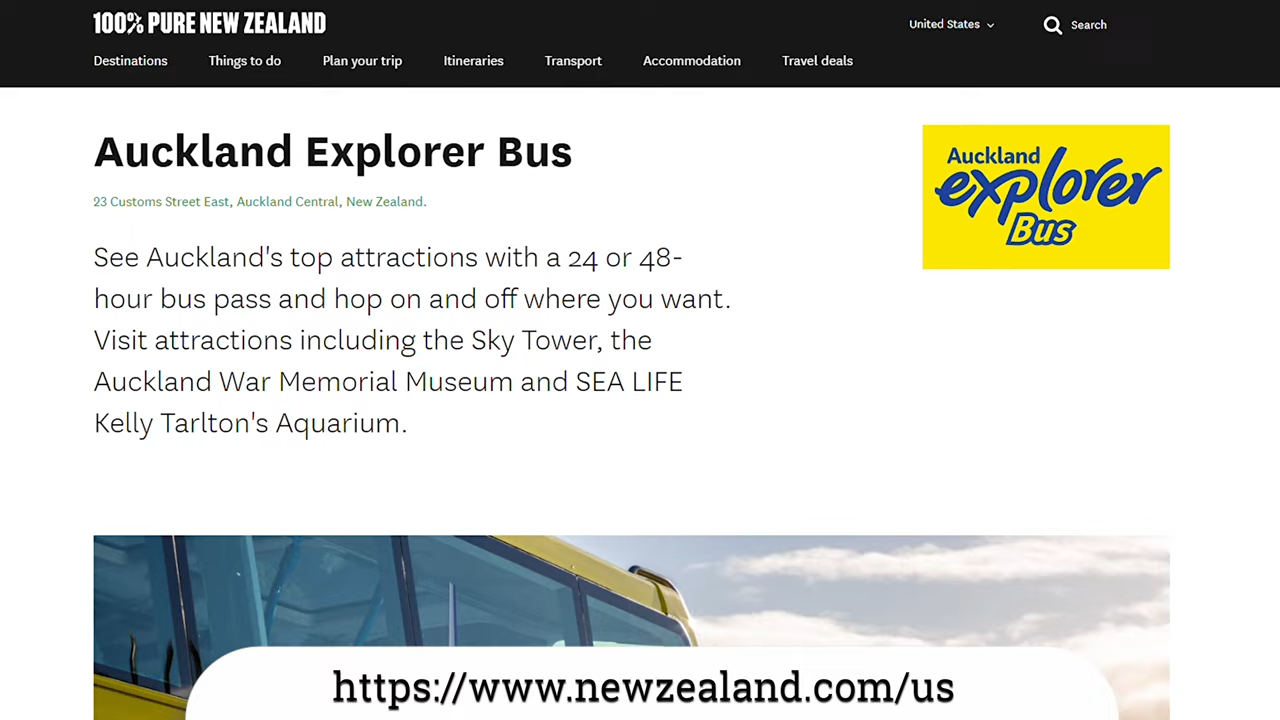 100% PURE NEW ZEALAND
United States
Search
Destinations
Things to do
Plan your trip
Itineraries
Transport
Accommodation
Travel deals
Auckland Explorer Bus
23 Customs Street East, Auckland Central, New Zealand.
See Auckland's top attractions with a 24 or 48-
hour bus pass and hop on and off where you want.
Visit attractions including the Sky Tower, the
Auckland War Memorial Museum and SEA LIFE
Kelly Tarlton's Aquarium.
Auckland
explorer
Bus
https://www.newzealand.com/us